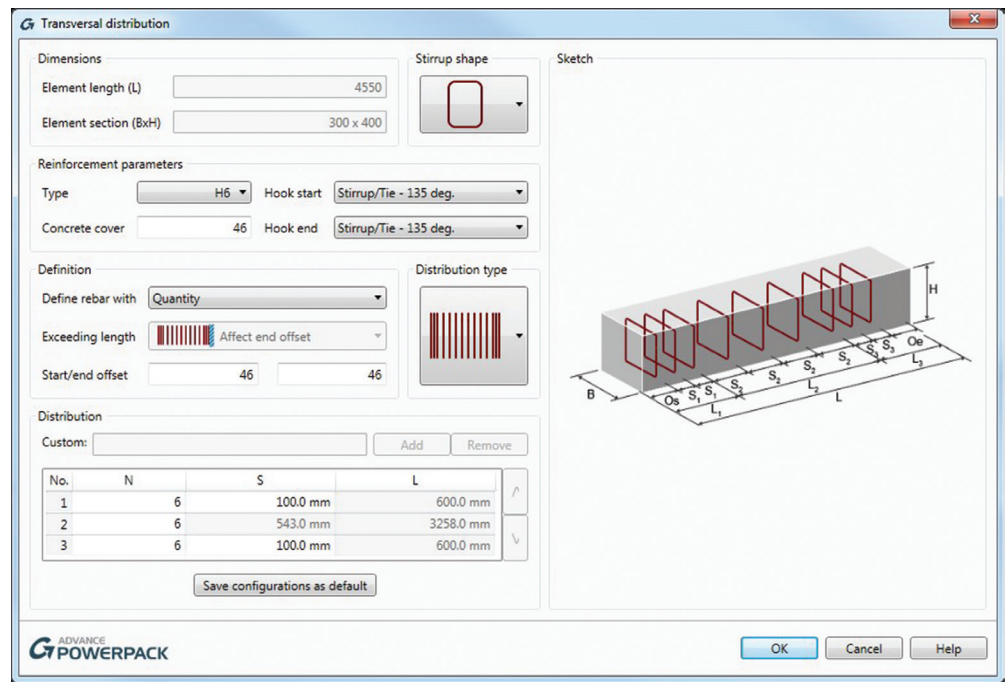 Transversal distribution
Dimensions
Element length (L) 4550
Element section (BxH) 300 x 400
Stirrup shape
Reinforcement parameters
Type H6 Hook start Stirrup/Tie - 135 deg.
Concrete cover 46 Hook end Stirrup/Tie - 135 deg.
Definition
Define rebar with Quantity
Exceeding length Affect end offset
Start/end offset 46 46
Distribution type
Distribution
Custom: Add Remove
No. N S L
1 6 100.0 mm 600.0 mm
2 6 543.0 mm 3258.0 mm
3 6 100.0 mm 600.0 mm
Save configurations as default
Sketch
H
B
Os S1 S1 S2 S2 S2 S2 S3 S3 Oe
L1 L2 L3
L
ADVANCE
POWERPACK
OK Cancel Help